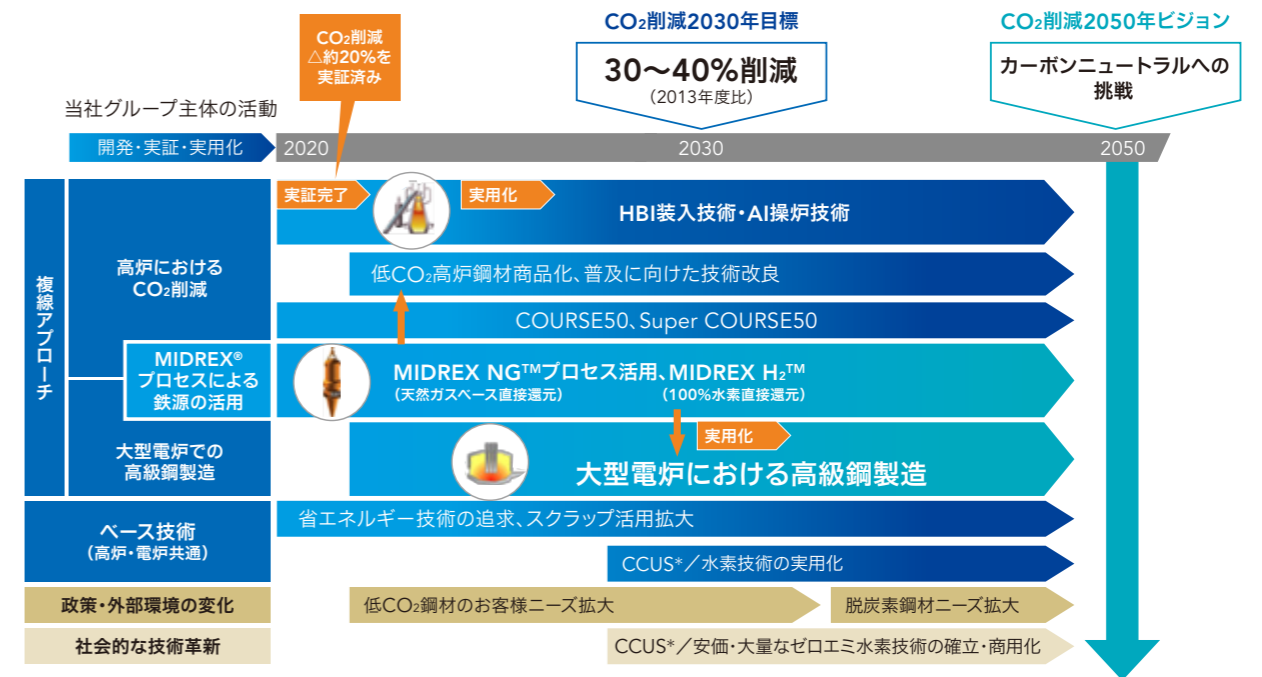 CO₂削減2030年目標
CO₂削減2050年ビジョン
CO₂削減
△約20%を
実証済み
30〜40%削減
（2013年度比）
カーボンニュートラルへの
挑戦
当社グループ主体の活動
開発・実証・実用化
2020
2030
2050
複線アプローチ
高炉における
CO₂削減
実証完了
実用化
HBI装入技術・AI操炉技術
低CO₂高炉鋼材商品化、普及に向けた技術改良
COURSE50、Super COURSE50
MIDREX®
プロセスによる
鉄源の活用
MIDREX NG™プロセス活用、MIDREX H₂™
（天然ガスベース直接還元）
（100%水素直接還元）
大型電炉での
高級鋼製造
実用化
大型電炉における高級鋼製造
ベース技術
（高炉・電炉共通）
省エネルギー技術の追求、スクラップ活用拡大
CCUS*／水素技術の実用化
政策・外部環境の変化
低CO₂鋼材のお客様ニーズ拡大
脱炭素鋼材ニーズ拡大
社会的な技術革新
CCUS*／安価・大量なゼロエミ水素技術の確立・商用化